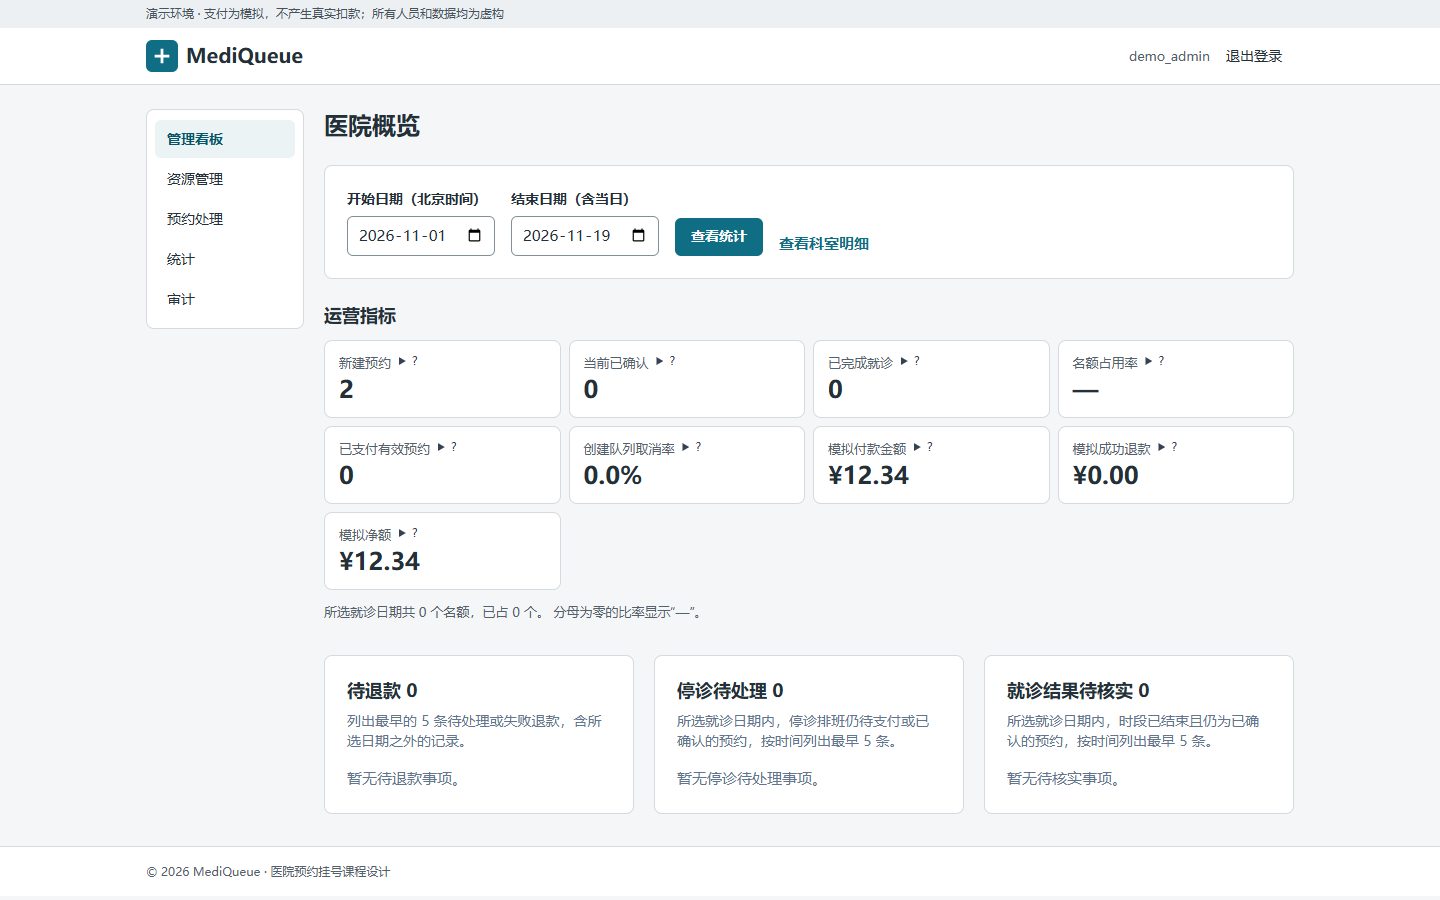 演示环境 · 支付为模拟，不产生真实扣款；所有人员和数据均为虚构
MediQueue
demo_admin 退出登录
管理看板
资源管理
预约处理
统计
审计
医院概览
开始日期（北京时间） 结束日期（含当日）
2026-11-01 2026-11-19 查看统计 查看科室明细
运营指标
新建预约 ▶ ?
2
当前已确认 ▶ ?
0
已完成就诊 ▶ ?
0
名额占用率 ▶ ?
—
已支付有效预约 ▶ ?
0
创建队列取消率 ▶ ?
0.0%
模拟付款金额 ▶ ?
¥12.34
模拟成功退款 ▶ ?
¥0.00
模拟净额 ▶ ?
¥12.34
所选就诊日期共 0 个名额，已占 0 个。 分母为零的比率显示“—”。
待退款 0
列出最早的 5 条待处理或失败退款，含所
选日期之外的记录。
暂无待退款事项。
停诊待处理 0
所选就诊日期内，停诊排班仍待支付或已
确认的预约，按时间列出最早 5 条。
暂无停诊待处理事项。
就诊结果待核实 0
所选就诊日期内，时段已结束且仍为已确
认的预约，按时间列出最早 5 条。
暂无待核实事项。
© 2026 MediQueue · 医院预约挂号课程设计